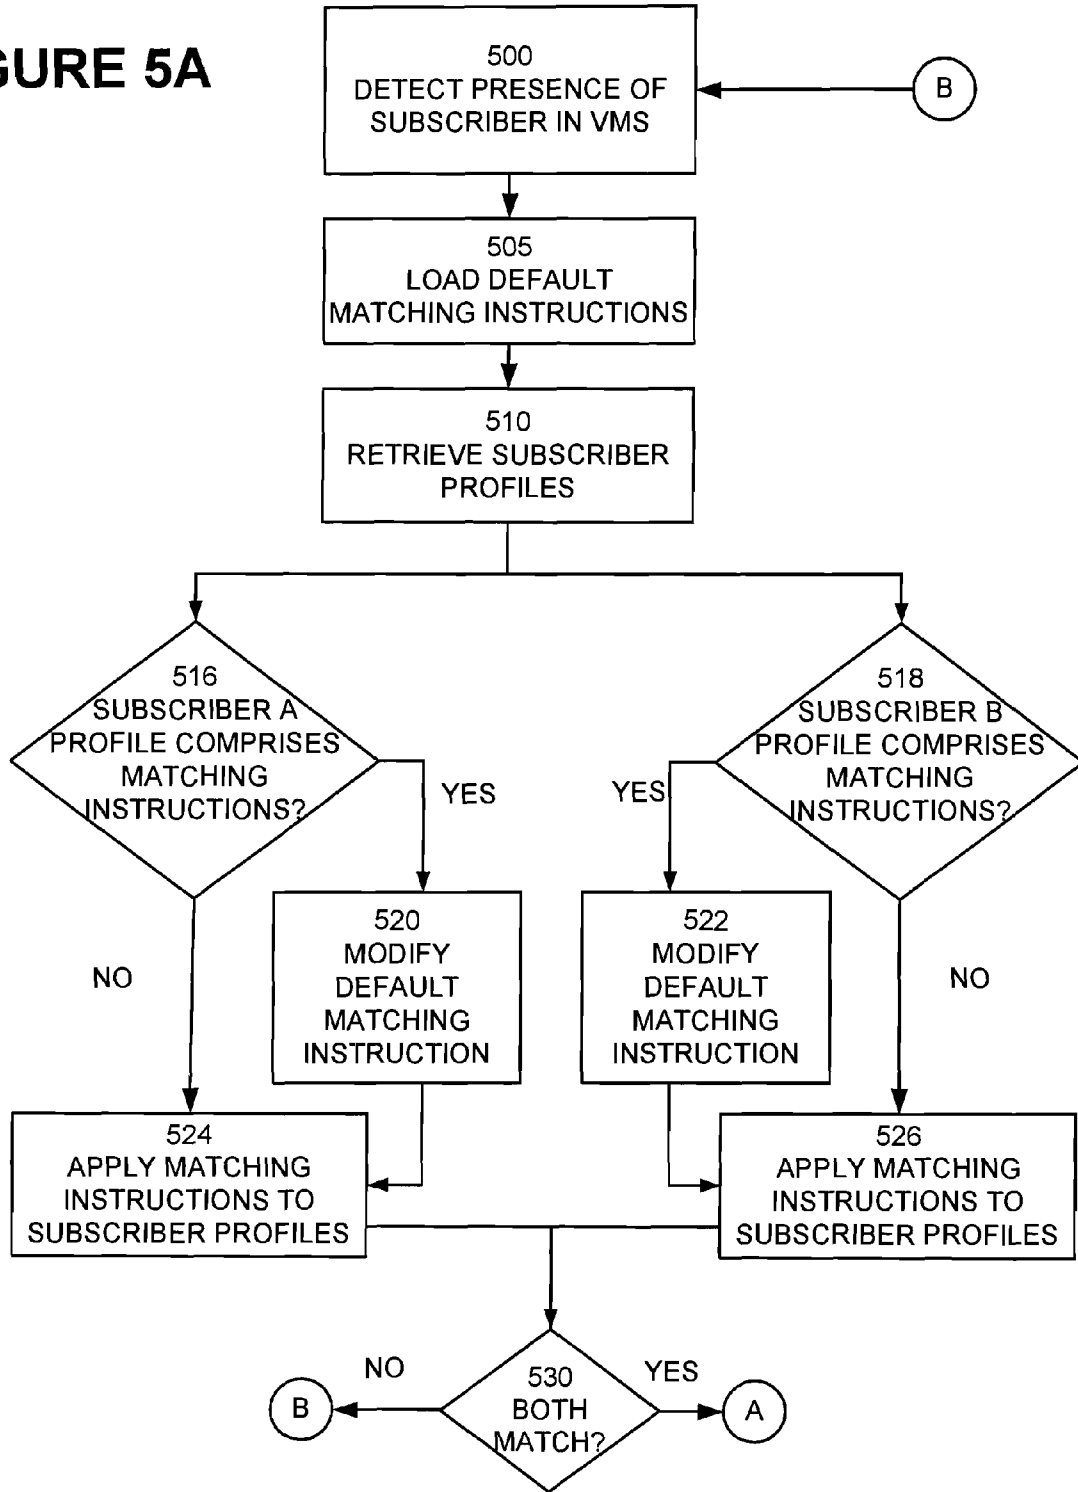 GURE 5A
500
DETECT PRESENCE OF
SUBSCRIBER IN VMS
B
505
LOAD DEFAULT
MATCHING INSTRUCTIONS
510
RETRIEVE SUBSCRIBER
PROFILES
516
SUBSCRIBER A
PROFILE COMPRISES
MATCHING
INSTRUCTIONS?
518
SUBSCRIBER B
PROFILE COMPRISES
MATCHING
INSTRUCTIONS?
YES
YES
520
MODIFY
DEFAULT
MATCHING
INSTRUCTION
522
MODIFY
DEFAULT
MATCHING
INSTRUCTION
NO
NO
524
APPLY MATCHING
INSTRUCTIONS TO
SUBSCRIBER PROFILES
526
APPLY MATCHING
INSTRUCTIONS TO
SUBSCRIBER PROFILES
NO
YES
530
BOTH
MATCH?
B
A